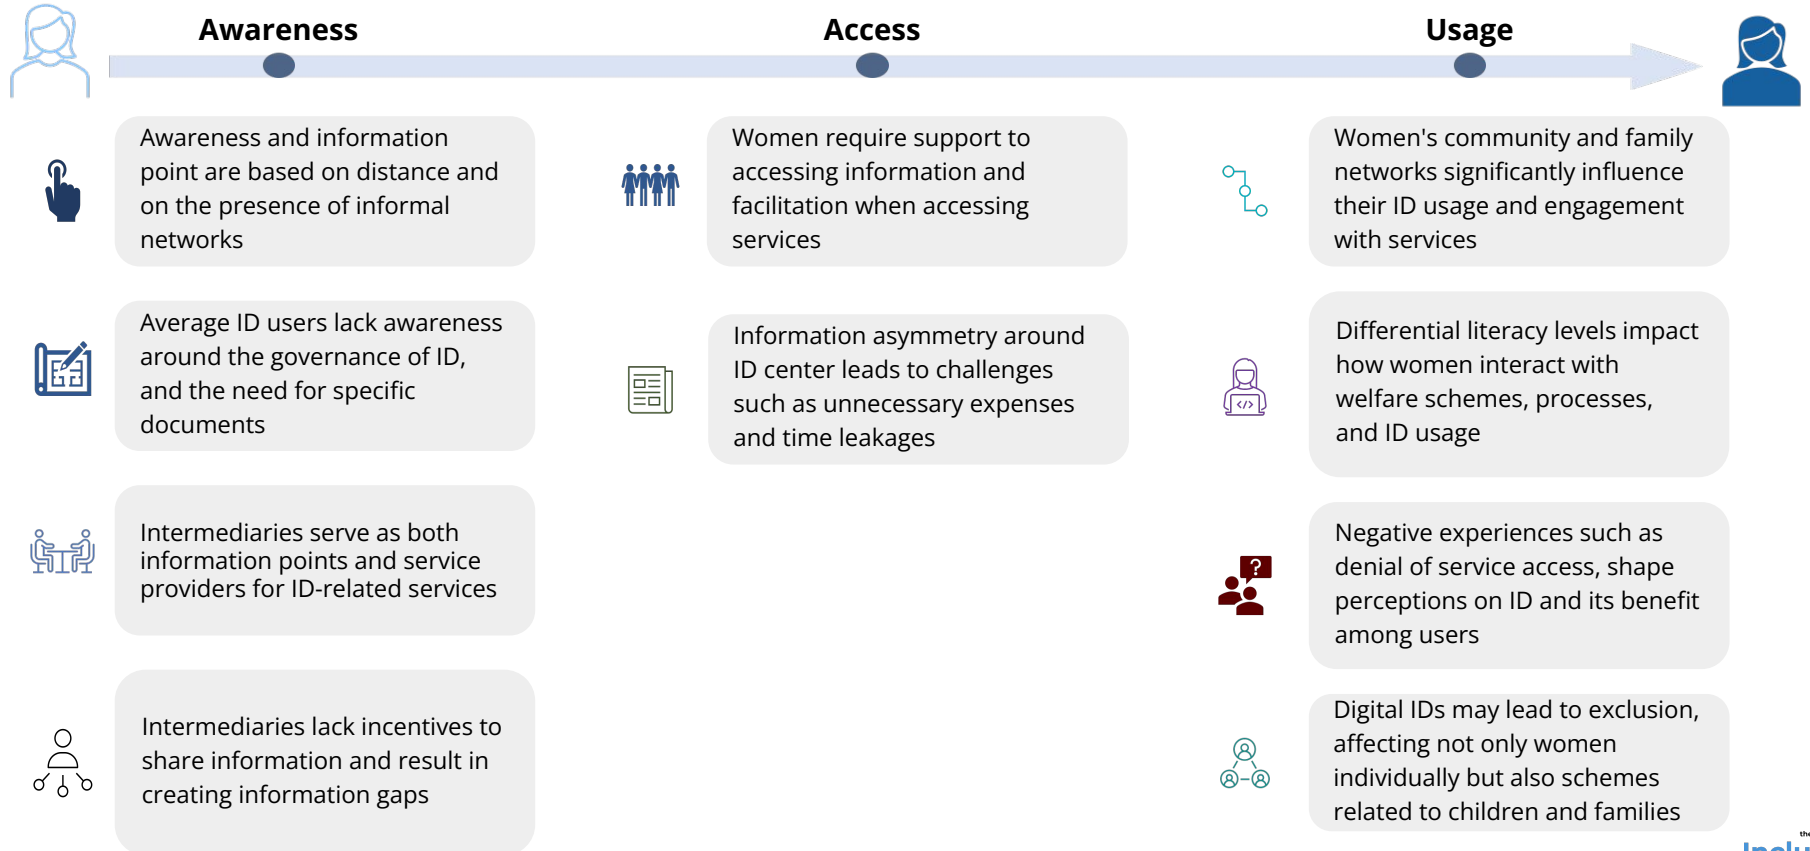 Awareness
Access
Usage
Awareness and information
point are based on distance and
on the presence of informal
networks
Average ID users lack awareness
around the governance of ID,
and the need for specific
documents
Intermediaries serve as both
information points and service
providers for ID-related services
Intermediaries lack incentives to
share information and result in
creating information gaps
Women require support to
accessing information and
facilitation when accessing
services
Information asymmetry around
ID center leads to challenges
such as unnecessary expenses
and time leakages
Women's community and family
networks significantly influence
their ID usage and engagement
with services
Differential literacy levels impact
how women interact with
welfare schemes, processes,
and ID usage
?
Negative experiences such as
denial of service access, shape
perceptions on ID and its benefit
among users
Digital IDs may lead to exclusion,
affecting not only women
individually but also schemes
related to children and families
the